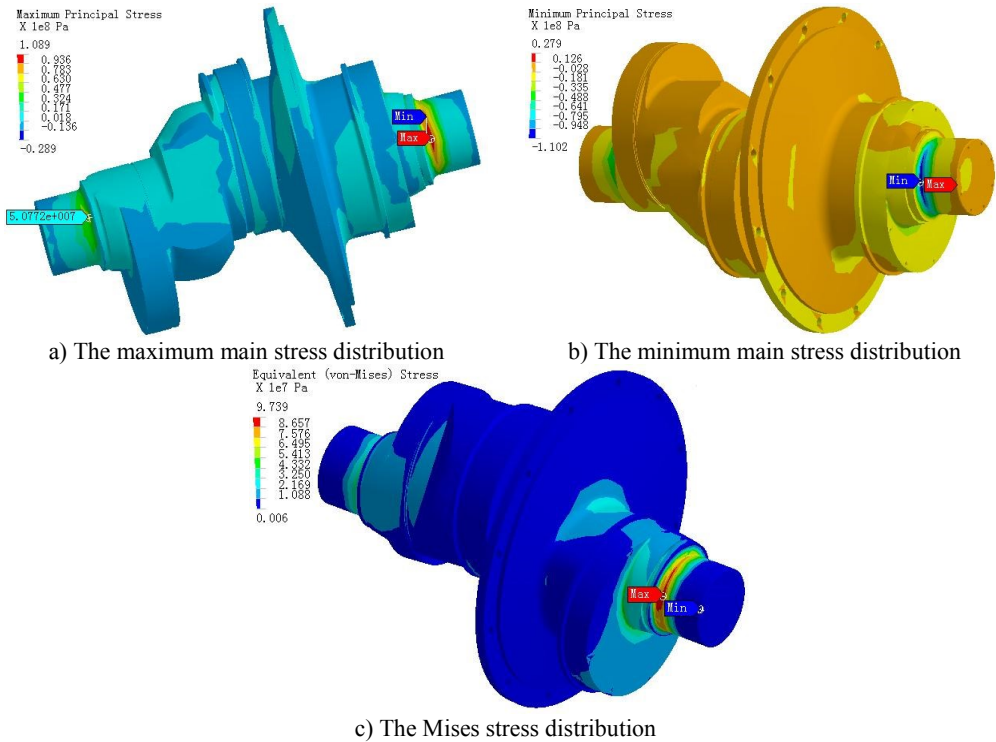 Maximum Principal Stress
X 1e8 Pa
1.089
0.936
0.783
0.630
0.477
0.324
0.171
0.018
-0.136
-0.289
Min
Max
5.0772e+007
a) The maximum main stress distribution
Minimum Principal Stress
X 1e8 Pa
0.279
0.126
-0.028
-0.181
-0.335
-0.488
-0.641
-0.795
-0.948
-1.102
Min
Max
b) The minimum main stress distribution
Equivalent (von-Mises) Stress
X 1e7 Pa
9.739
8.657
7.576
6.495
5.413
4.332
3.250
2.169
1.088
0.006
Max
Min
c) The Mises stress distribution